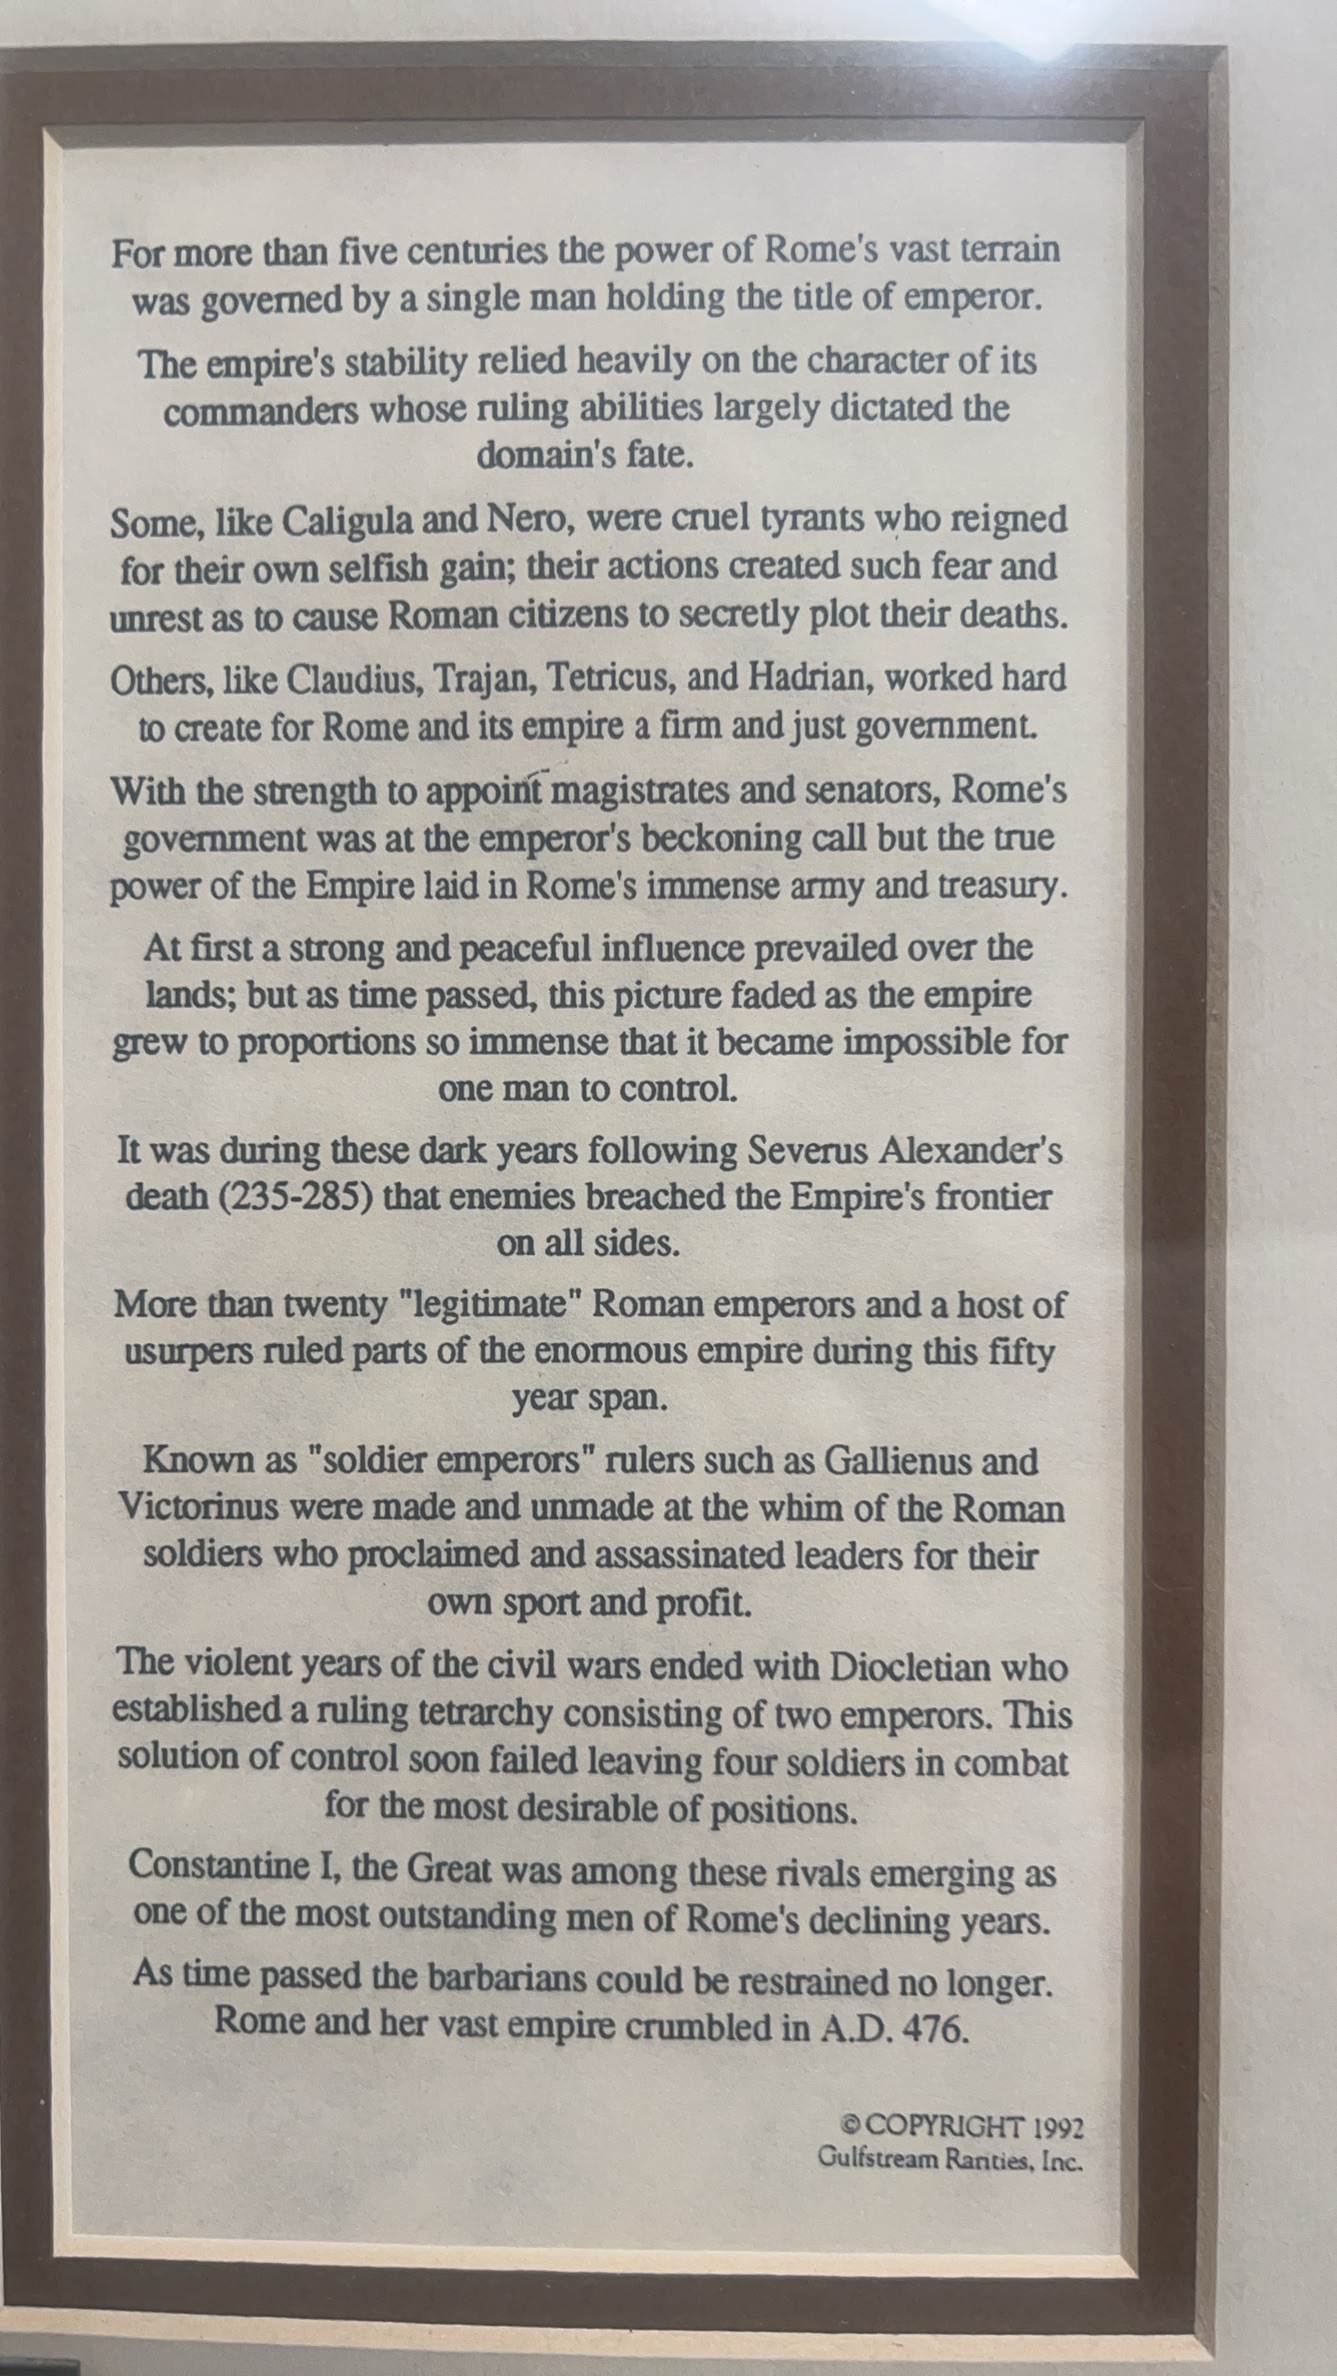 For more than five centuries the power of Rome's vast terrain
was governed by a single man holding the title of emperor.
The empire's stability relied heavily on the character of its
commanders whose ruling abilities largely dictated the
domain's fate.
Some, like Caligula and Nero, were cruel tyrants who reigned
for their own selfish gain; their actions created such fear and
unrest as to cause Roman citizens to secretly plot their deaths.
Others, like Claudius, Trajan, Tetricus, and Hadrian, worked hard
to create for Rome and its empire a firm and just government.
With the strength to appoint magistrates and senators, Rome's
government was at the emperor's beckoning call but the true
power of the Empire laid in Rome's immense army and treasury.
At first a strong and peaceful influence prevailed over the
lands; but as time passed, this picture faded as the empire
grew to proportions so immense that it became impossible for
one man to control.
It was during these dark years following Severus Alexander's
death (235-285) that enemies breached the Empire's frontier
on all sides.
More than twenty "legitimate" Roman emperors and a host of
usurpers ruled parts of the enormous empire during this fifty
year span.
Known as "soldier emperors" rulers such as Gallienus and
Victorinus were made and unmade at the whim of the Roman
soldiers who proclaimed and assassinated leaders for their
own sport and profit.
The violent years of the civil wars ended with Diocletian who
established a ruling tetrarchy consisting of two emperors. This
solution of control soon failed leaving four soldiers in combat
for the most desirable of positions.
Constantine I, the Great was among these rivals emerging as
one of the most outstanding men of Rome's declining years.
As time passed the barbarians could be restrained no longer.
Rome and her vast empire crumbled in A.D. 476.
© COPYRIGHT 1992
Gulfstream Rarities, Inc.